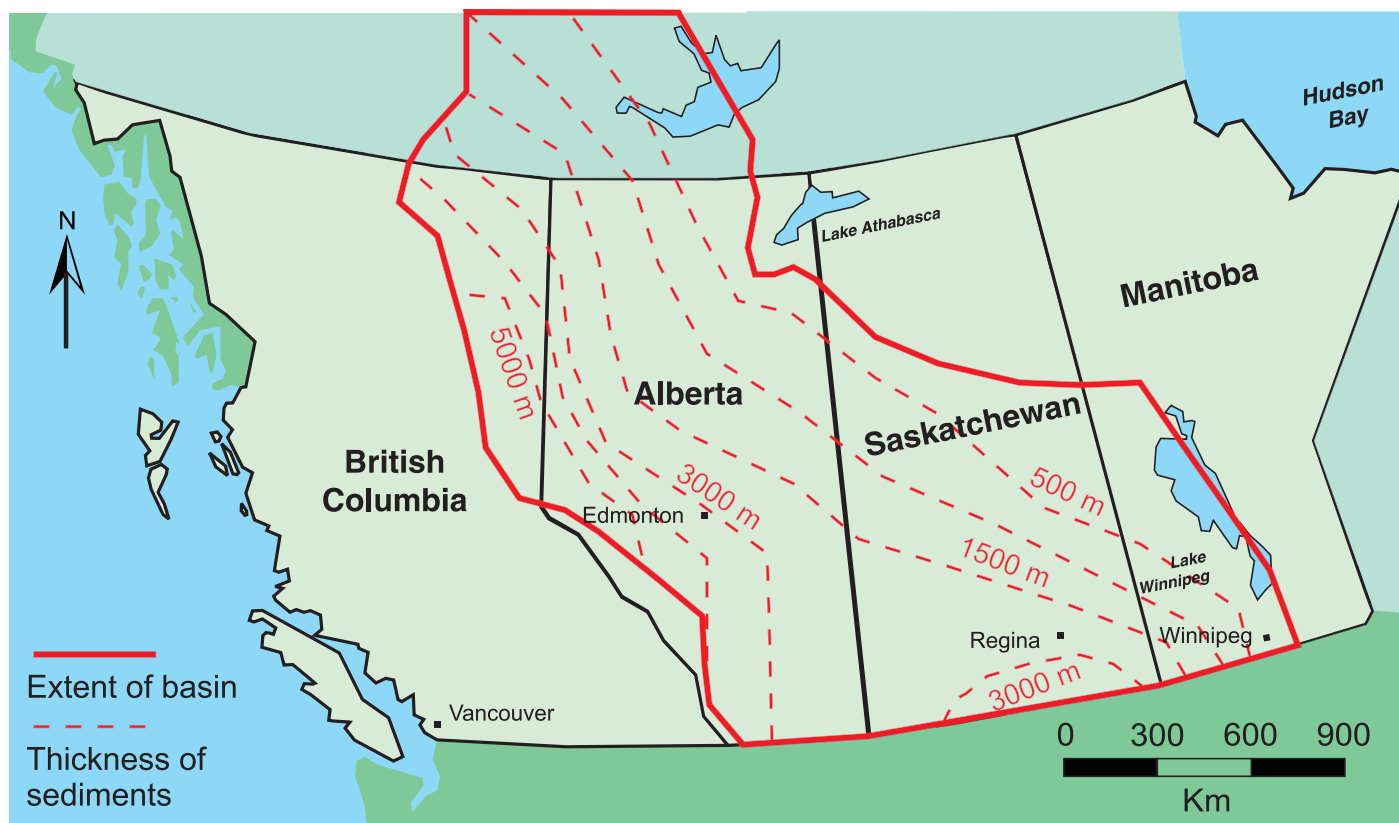 Hudson
Bay
N
Lake Athabasca
Manitoba
5000 m
Alberta
Saskatchewan
British
Columbia
3000 m
500 m
Edmonton
1500 m
Lake
Winnipeg
Regina
Winnipeg
3000 m
Extent of basin
Vancouver
Thickness of
sediments
0 300 600 900
Km